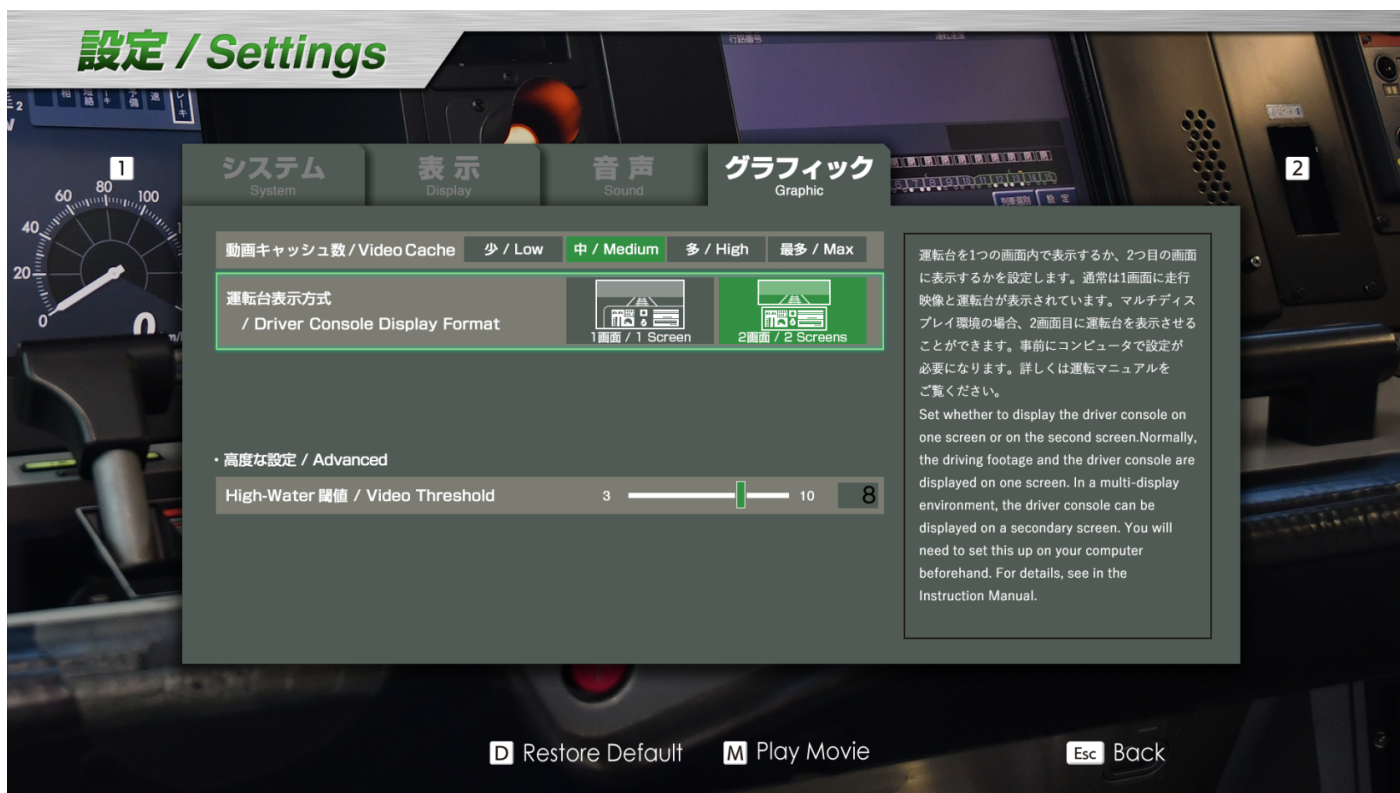 設定 / Settings
行路番号
1
2
システム
System
表示
Display
音声
Sound
グラフィック
Graphic
動画キャッシュ数/Video Cache 少 / Low 中 / Medium 多 / High 最多 / Max
運転台表示方式
/ Driver Console Display Format
1画面 / 1 Screen
2画面 / 2 Screens
・高度な設定 / Advanced
High-Water 閾値 / Video Threshold 3 10 8
運転台を1つの画面内で表示するか、2つ目の画面
に表示するかを設定します。通常は1画面に走行
映像と運転台が表示されています。マルチディス
プレイ環境の場合、2画面目に運転台を表示させる
ことができます。事前にコンピュータで設定が
必要になります。詳しくは運転マニュアルを
ご覧ください。
Set whether to display the driver console on
one screen or on the second screen.Normally,
the driving footage and the driver console are
displayed on one screen. In a multi-display
environment, the driver console can be
displayed on a secondary screen. You will
need to set this up on your computer
beforehand. For details, see in the
Instruction Manual.
0
20
40
60
80
100
0
D Restore Default
M Play Movie
Esc Back